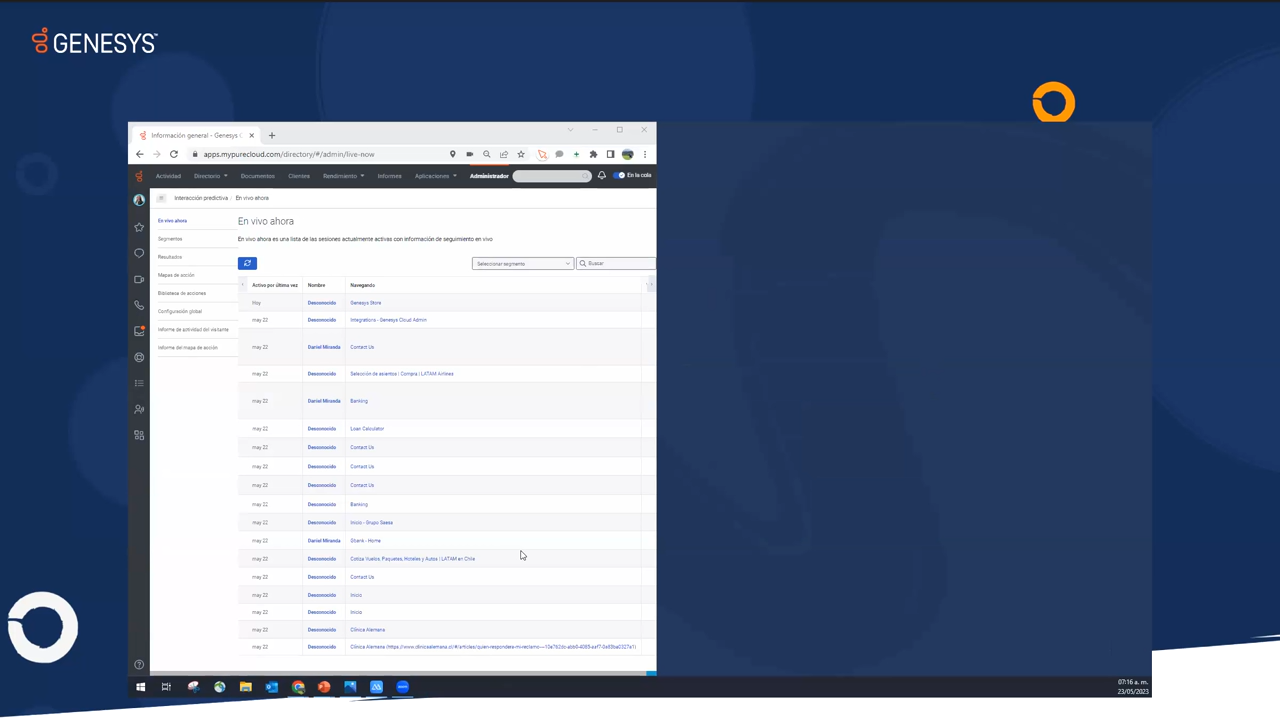 GENESYS™
Información general - Genesys C
apps.mypurecloud.com/directory/#/admin/live-now
Actividad Directorio Documentos Clientes Rendimiento Informes Aplicaciones Administrador En la cola
Interacción predictiva / En vivo ahora
En vivo ahora
Segmentos
Resultados
Mapas de acción
Biblioteca de acciones
Configuración global
Informe de actividad del visitante
Informe del mapa de acción
En vivo ahora
En vivo ahora es una lista de las sesiones actualmente activas con información de seguimiento en vivo
Seleccionar segmento Buscar
Activo por última vez Nombre Navegando
Hoy Desconocido Genesys Store
may 22 Desconocido Integrations - Genesys Cloud Admin
may 22 Daniel Miranda Contact Us
may 22 Desconocido Selección de asientos | Compra | LATAM Airlines
may 22 Daniel Miranda Banking
may 22 Desconocido Loan Calculator
may 22 Desconocido Contact Us
may 22 Desconocido Contact Us
may 22 Desconocido Contact Us
may 22 Desconocido Banking
may 22 Desconocido Inicio - Grupo Saesa
may 22 Daniel Miranda Gbank - Home
may 22 Desconocido Cotiza Vuelos, Paquetes, Hoteles y Autos | LATAM en Chile
may 22 Desconocido Contact Us
may 22 Desconocido Inicio
may 22 Desconocido Inicio
may 22 Desconocido Clínica Alemana
may 22 Desconocido Clínica Alemana
07:16 a. m.
23/05/2023